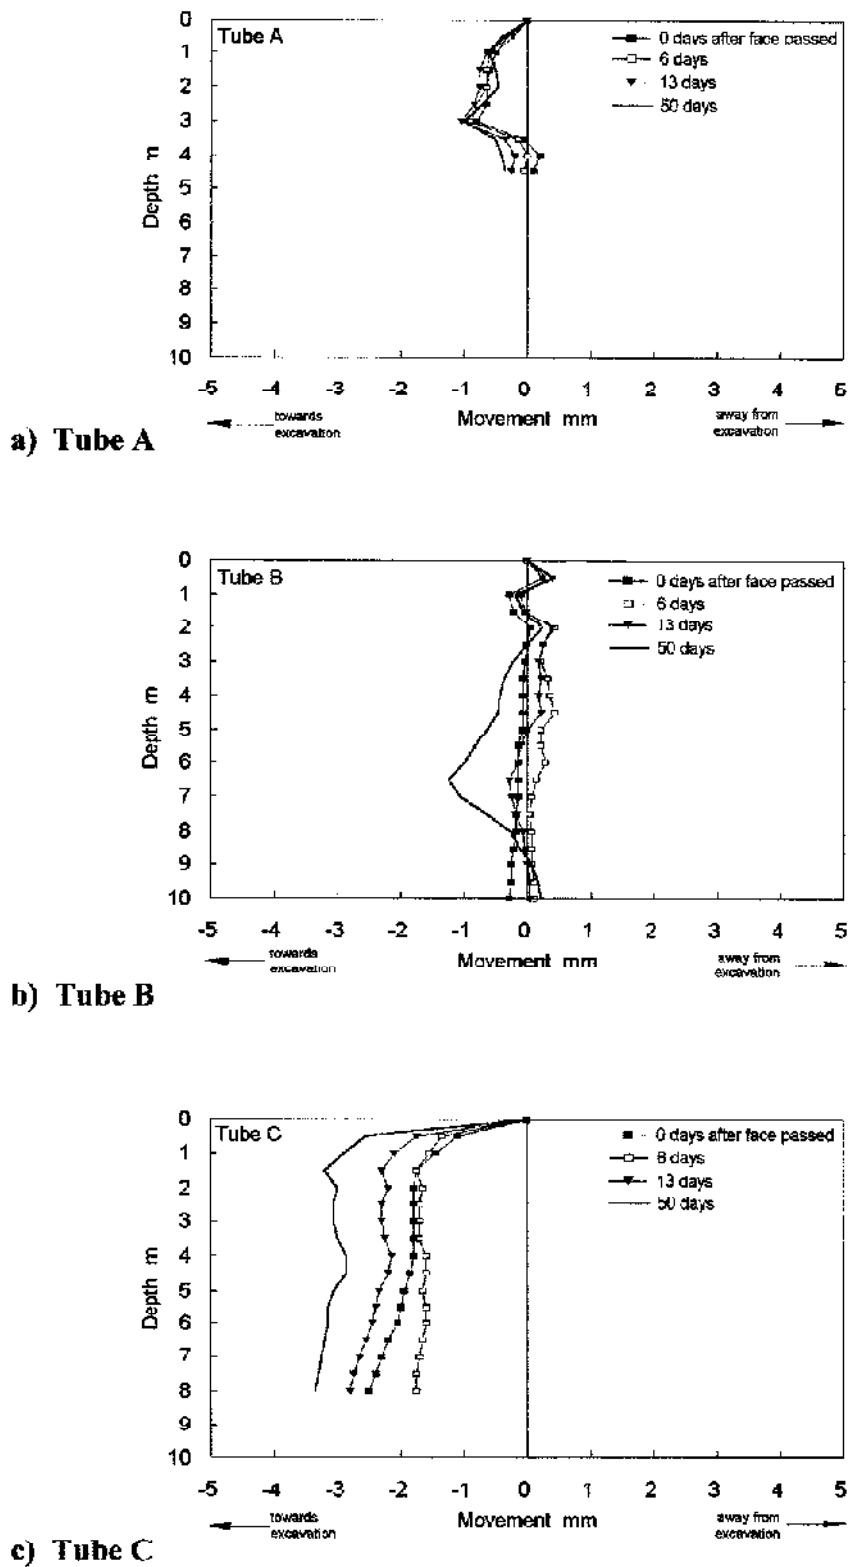 Tube A
0 days after face passed
6 days
13 days
50 days
0
1
2
3
4
5
6
7
8
9
10
Depth m
-5 -4 -3 -2 -1 0 1 2 3 4 5
towards excavation
Movement mm
away from excavation
a) Tube A
Tube B
0 days after face passed
6 days
13 days
50 days
0
1
2
3
4
5
6
7
8
9
10
Depth m
-5 -4 -3 -2 -1 0 1 2 3 4 5
towards excavation
Movement mm
away from excavation
b) Tube B
Tube C
0 days after face passed
6 days
13 days
50 days
0
1
2
3
4
5
6
7
8
9
10
Depth m
-5 -4 -3 -2 -1 0 1 2 3 4 5
towards excavation
Movement mm
away from excavation
c) Tube C